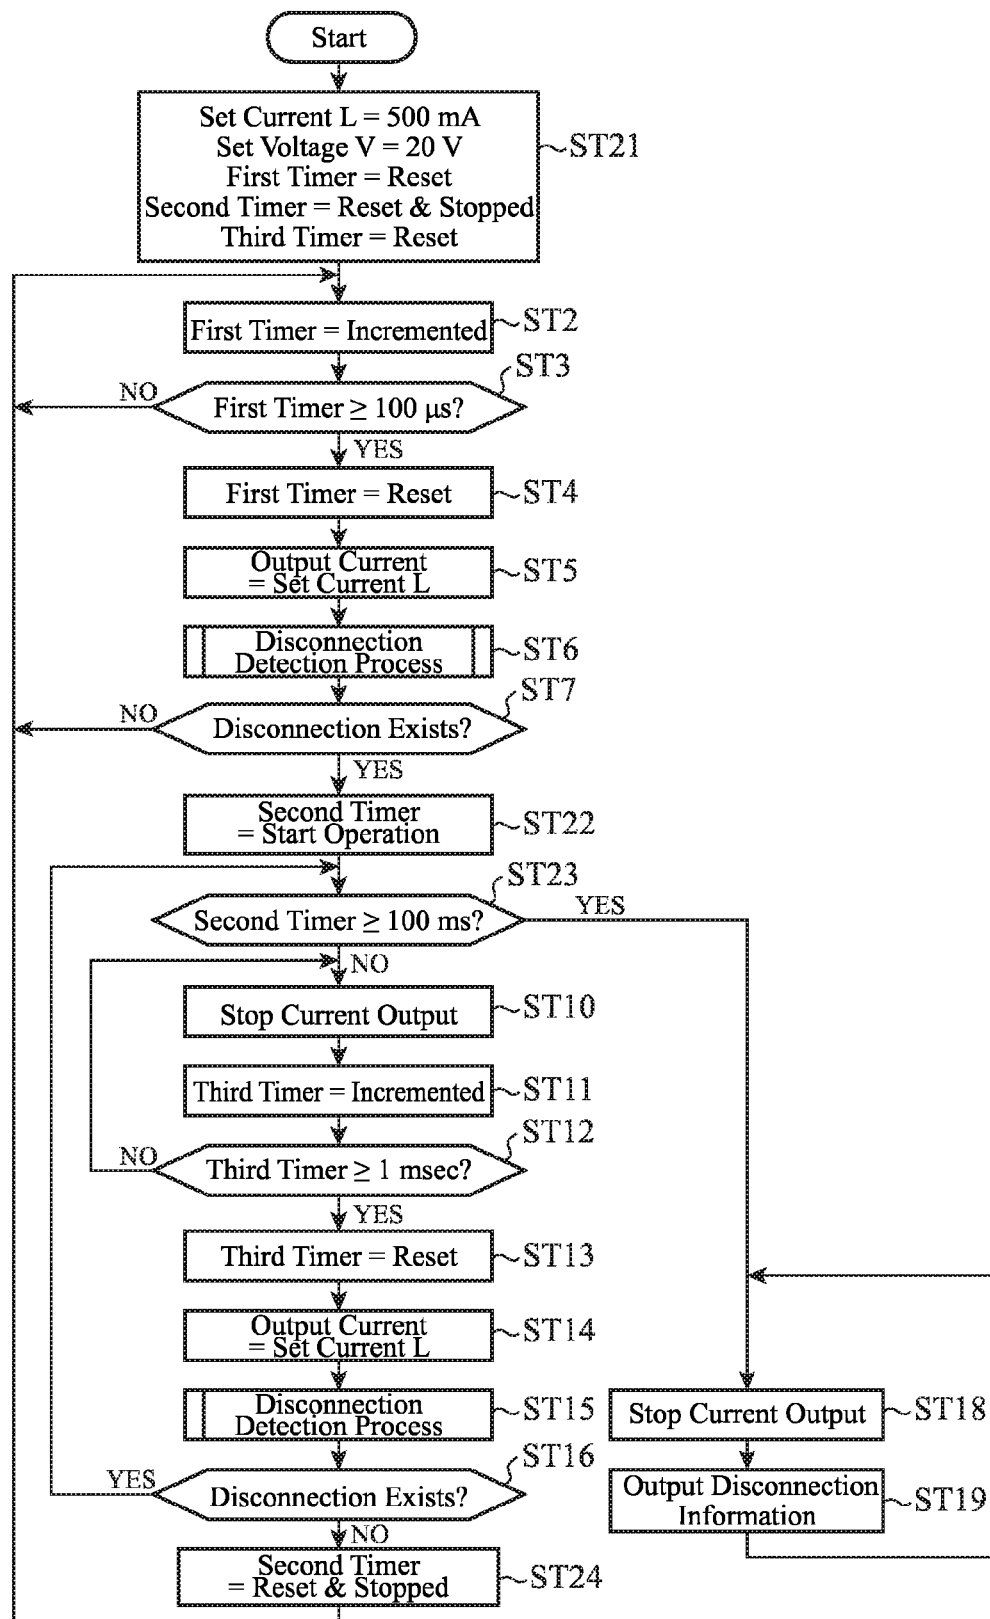 Start
Set Current L = 500 mA
Set Voltage V = 20 V
First Timer = Reset
Second Timer = Reset & Stopped
Third Timer = Reset
ST21
First Timer = Incremented
ST2
First Timer ≥ 100 μs?
ST3
NO
YES
First Timer = Reset
ST4
Output Current
= Set Current L
ST5
Disconnection
Detection Process
ST6
Disconnection Exists?
ST7
NO
YES
Second Timer
= Start Operation
ST22
Second Timer ≥ 100 ms?
ST23
YES
NO
Stop Current Output
ST10
Third Timer = Incremented
ST11
Third Timer ≥ 1 msec?
ST12
NO
YES
Third Timer = Reset
ST13
Output Current
= Set Current L
ST14
Disconnection
Detection Process
ST15
Disconnection Exists?
ST16
YES
NO
Second Timer
= Reset & Stopped
ST24
Stop Current Output
ST18
Output Disconnection
Information
ST19